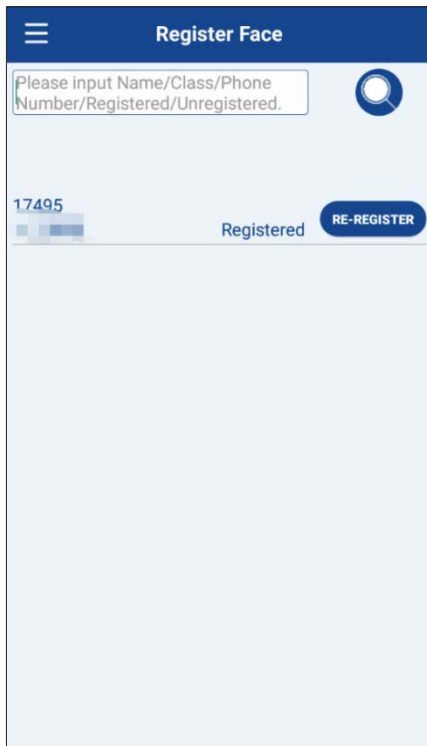 Register Face
Please input Name/Class/Phone
Number/Registered/Unregistered.
17495
Registered
RE-REGISTER